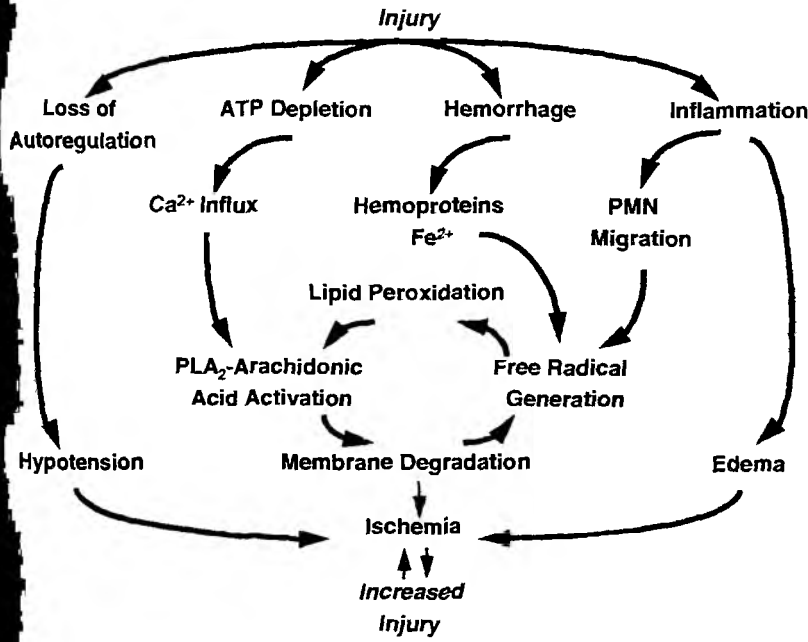 Injury
Loss of
Autoregulation
ATP Depletion
Hemorrhage
Inflammation
Ca²⁺ Influx
Hemoproteins
Fe²⁺
PMN
Migration
Lipid Peroxidation
PLA₂-Arachidonic
Acid Activation
Free Radical
Generation
Hypotension
Membrane Degradation
Edema
Ischemia
Increased
Injury